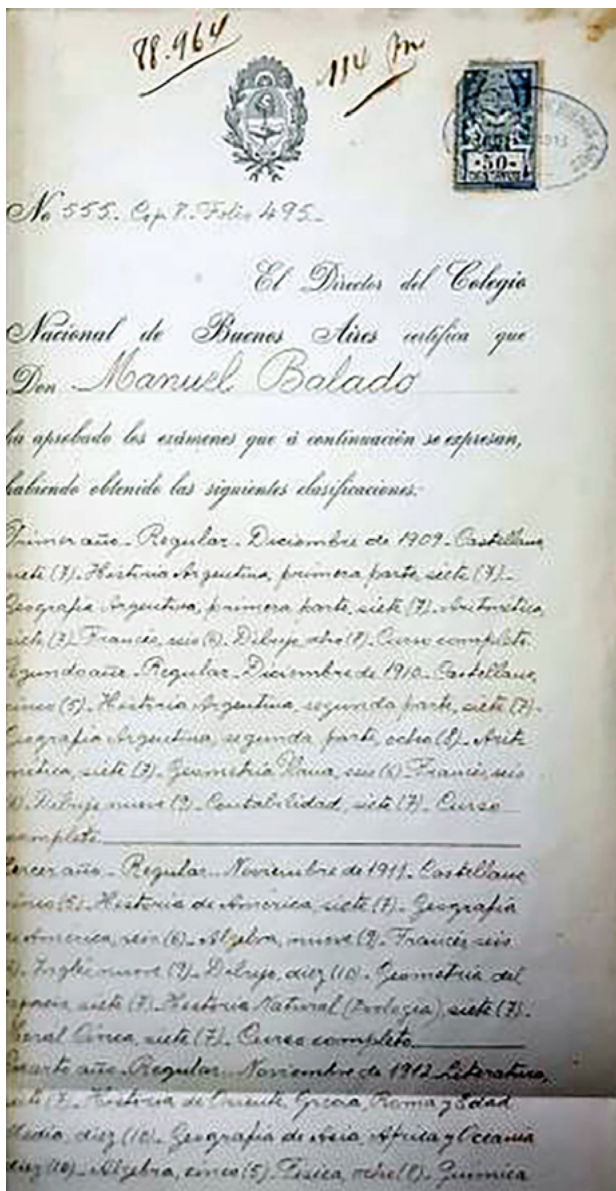 88.964
114
-50-
No 555. Cop 8. Folio 495.
El Director del Colegio
Nacional de Buenos Aires certifica que
Don Manuel Balado
ha aprobado los exámenes que á continuación se expresan,
habiendo obtenido las siguientes clasificaciones:
Primer año. Regular. Diciembre de 1909. Castellano,
siete (7). Historia Argentina, primera parte, siete (7).
Geografía Argentina, primera parte, siete (7). Aritmética,
siete (7). Francés, seis (6). Dibujo, ocho (8). Curso completo.
Segundo año. Regular. Diciembre de 1910. Castellano,
cinco (5). Historia Argentina, segunda parte, siete (7).
Geografía Argentina, segunda parte, ocho (8). Arit
mética, siete (7). Geometría Plana, seis (6). Francés, seis
(6). Dibujo nueve (9). Contabilidad, siete (7). Curso
completo.
Tercer año. Regular. Noviembre de 1911. Castellano
cinco (5). Historia de América, siete (7). Geografía
de América, seis (6). Algebra, nueve (9). Francés seis
(6). Inglés nueve (9). Dibujo, diez (10). Geometría del
espacio, siete (7). Historia Natural (Zoología), siete (7).
Moral Cívica, siete (7). Curso completo.
Cuarto año. Regular. Noviembre de 1912. Literatura,
siete (7). Historia de Oriente, Grecia, Roma y Edad
Media, diez (10). Geografía de Asia, Africa y Oceanía
diez (10). Algebra, cinco (5). Física, ocho (8). Química